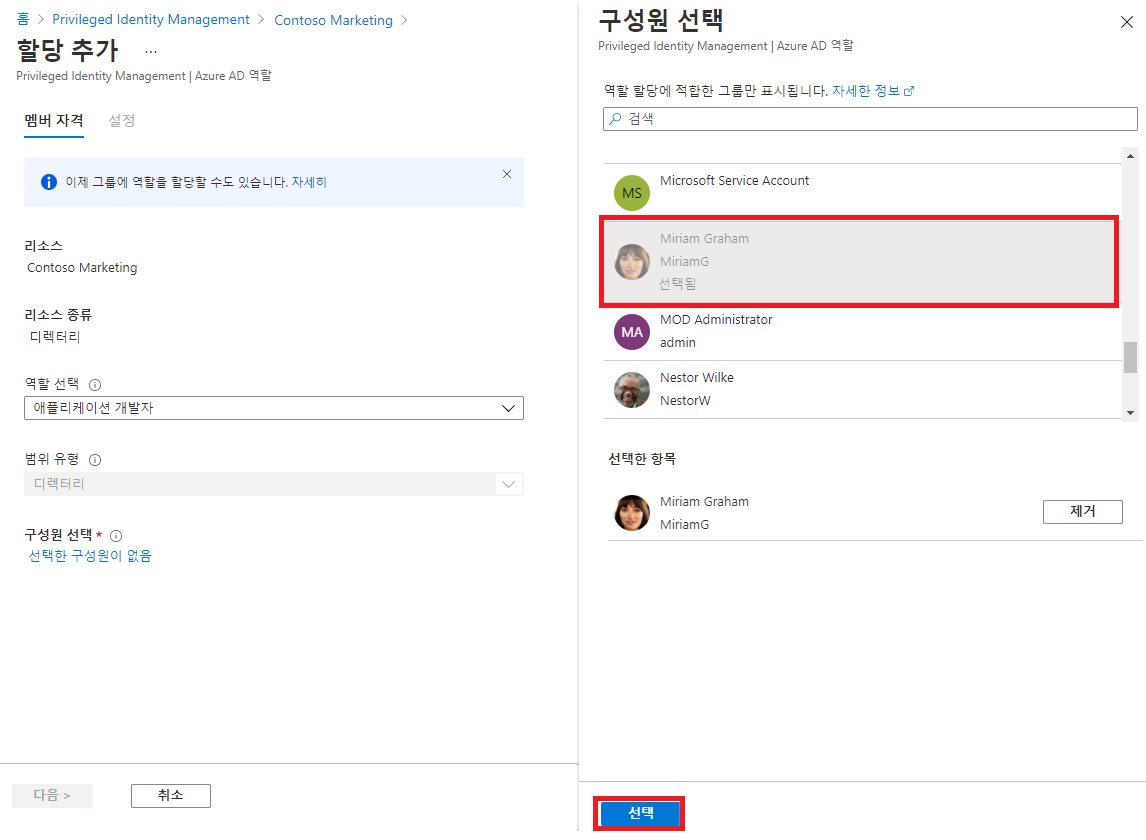 홈 > Privileged Identity Management > Contoso Marketing >
할당 추가 ...
Privileged Identity Management | Azure AD 역할
멤버 자격 설정
이제 그룹에 역할을 할당할 수도 있습니다. 자세히
리소스
Contoso Marketing
리소스 종류
디렉터리
역할 선택
애플리케이션 개발자
범위 유형
디렉터리
구성원 선택 *
선택한 구성원이 없음
다음 >
취소
구성원 선택
Privileged Identity Management | Azure AD 역할
역할 할당에 적합한 그룹만 표시됩니다. 자세한 정보
검색
MS
Microsoft Service Account
Miriam Graham
MiriamG
선택됨
MA
MOD Administrator
admin
Nestor Wilke
NestorW
선택한 항목
Miriam Graham
MiriamG
제거
선택